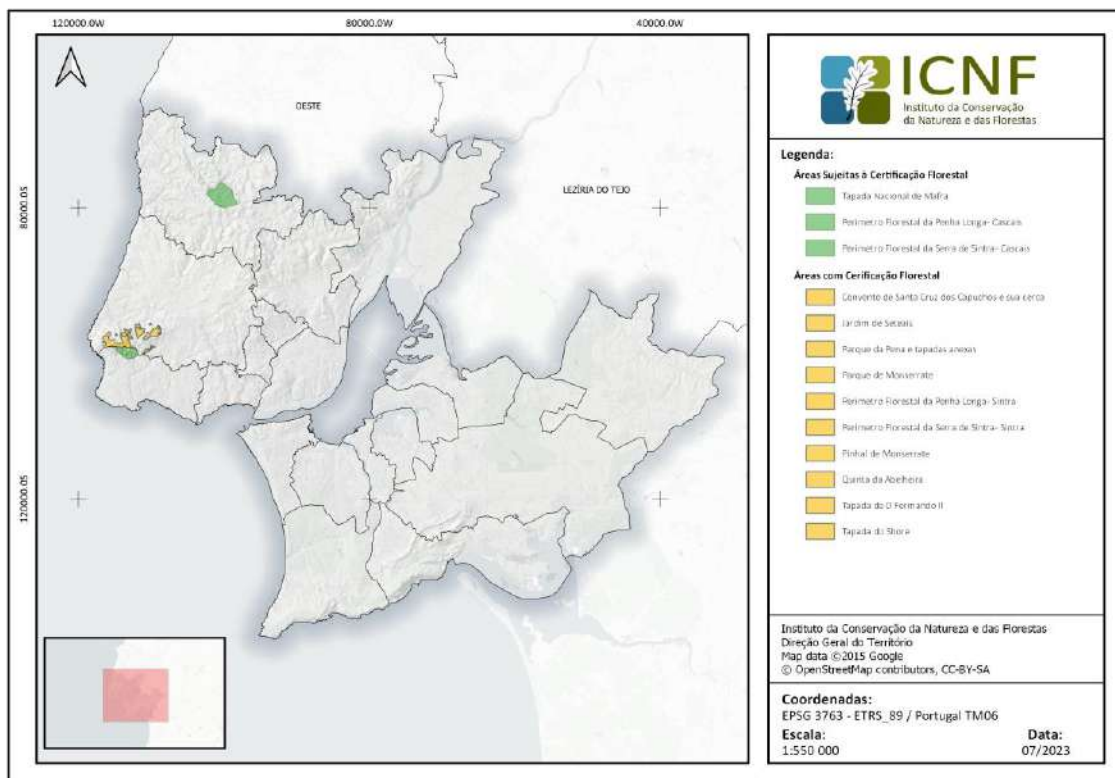 120000.0W
80000.0W
40000.0W
80000.0S
120000.0S
OESTE
LEZÍRIA DO TEJO
ICNF
Instituto da Conservação
da Natureza e das Florestas
Legenda:
Áreas Sujeitas à Certificação Florestal
Tapada Nacional de Mafra
Perimetro Florestal da Penha Longa- Cascais
Perimetro Florestal da Serra de Sintra- Cascais
Áreas com Cerificação Florestal
Convento de Santa Cruz dos Capuchos e sua cerca
Jardim de Seteais
Parque da Pena e tapadas anexas
Parque de Monserrate
Perimetro Florestal da Penha Longa- Sintra
Perimetro Florestal da Serra de Sintra- Sintra
Pinhal de Monserrate
Quinta da Abelheira
Tapada da D Fernando II
Tapada do
Instituto da Conservação da Natureza e das Florestas
Direção Geral do Território
Map data ©2015 Google
© OpenStreetMap contributors, CC-BY-SA
Coordenadas:
EPSG 3763 - ETRS_89 / Portugal TM06
Escala:
1:550 000
Data:
07/2023